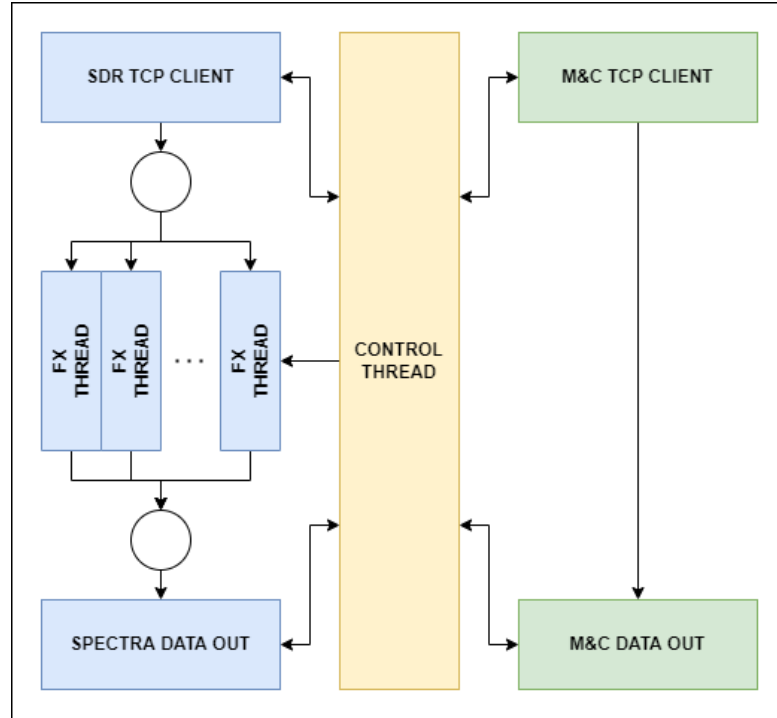 SDR TCP CLIENT
M&C TCP CLIENT
FX
THREAD
FX
THREAD
...
FX
THREAD
CONTROL
THREAD
SPECTRA DATA OUT
M&C DATA OUT